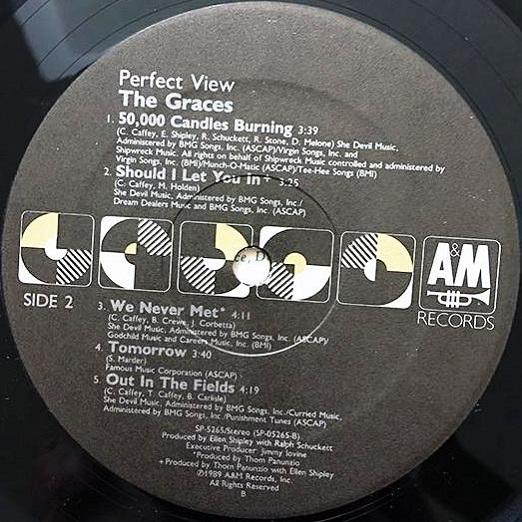 Perfect View
The Graces
1. 50,000 Candles Burning 3:39
(C. Caffey, E. Shipley, R. Schuckett, R. Stone, D. Melone) She Devil Music,
Administered by BMG Songs, Inc. (ASCAP)/Virgin Songs, Inc. and
Shipwreck Music. All rights on behalf of Shipwreck Music controlled and administered by
Virgin Songs, Inc. (BMI)/Hunch-O-Matic (ASCAP)/Tee-Hee Songs (BMI)
2. Should I Let You In+ 3:25
(C. Caffey, M. Holden)
She Devil Music, Administered by BMG Songs, Inc./
Dream Dealers Music and BMG Songs, Inc. (ASCAP)
A&M
RECORDS
SIDE 2
3. We Never Met* 4:11
(C. Caffey, B. Crewe, J. Corbetta)
She Devil Music, Administered by BMG Songs, Inc. (ASCAP)/
Godchild Music and Careers Music, Inc. (BMI)
4. Tomorrow 3:40
(S. Marder)
Famous Music Corporation (ASCAP)
5. Out In The Fields 4:19
(C. Caffey, T. Caffey, B. Carlisle)
She Devil Music, Administered by BMG Songs, Inc./Curried Music,
Administered by BMG Songs, Inc./Punishment Tunes (ASCAP)
SP-5265/Stereo (SP-05265-B)
Produced by Ellen Shipley with Ralph Schuckett
Executive Producer: Jimmy Iovine
*Produced by Thom Panunzio
+Produced by Thom Panunzio with Ellen Shipley
℗1989 A&M Records, Inc.
All Rights Reserved
B